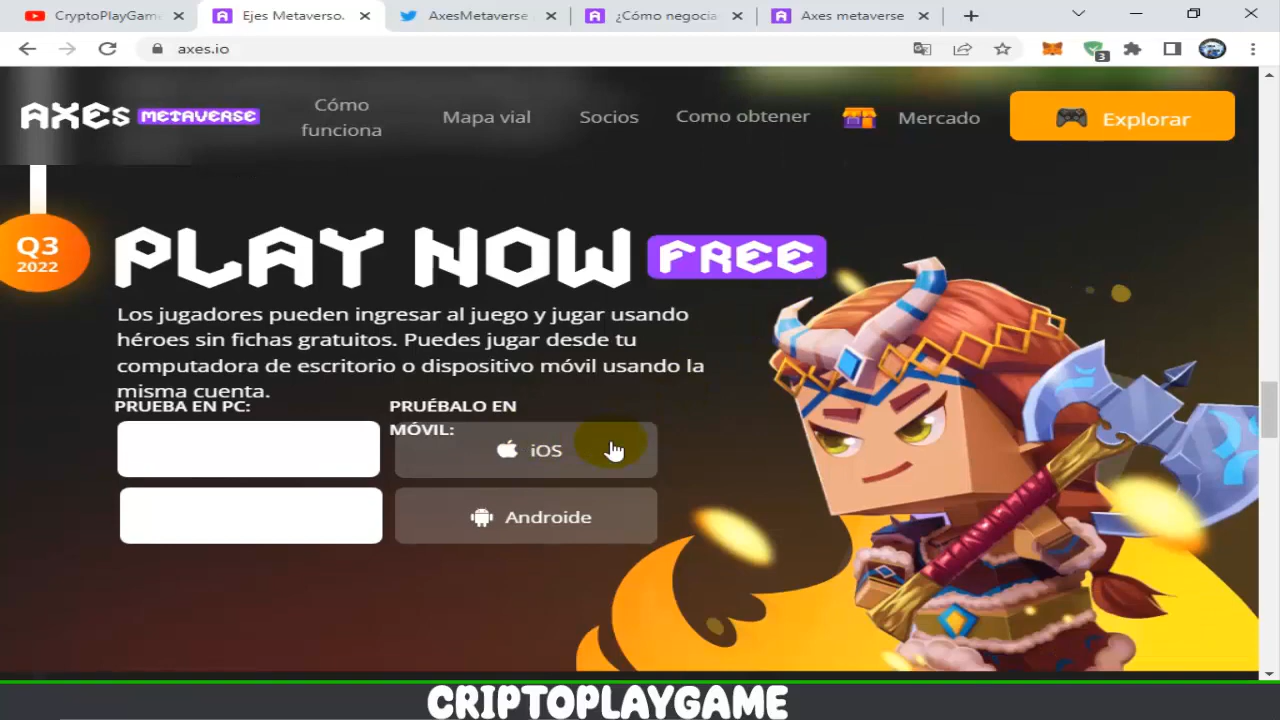 CryptoPlayGam
Ejes Metaverso.
AxesMetaverse
¿Cómo negocia
Axes metaverse
axes.io
3
AXEs METAVERSE
Cómo
funciona
Mapa vial
Socios
Como obtener
Mercado
Explorar
Q3
2022
PLAY NOW FREE
Los jugadores pueden ingresar al juego y jugar usando
héroes sin fichas gratuitos. Puedes jugar desde tu
computadora de escritorio o dispositivo móvil usando la
misma cuenta.
PRUEBA EN PC:
PRUÉBALO EN
MÓVIL:
iOS
Androide
CRIPTOPLAYGAME